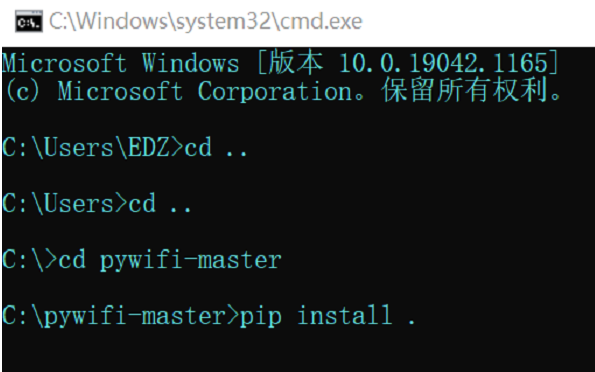 C:\Windows\system32\cmd.exe
Microsoft Windows [版本 10.0.19042.1165]
(c) Microsoft Corporation。保留所有权利。
C:\Users\EDZ>cd ..
C:\Users>cd ..
C:\>cd pywifi-master
C:\pywifi-master>pip install .